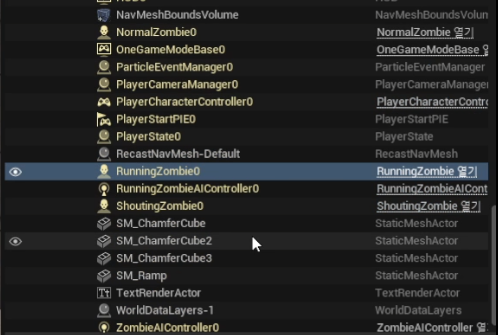 NavMeshBoundsVolume NavMeshBoundsVolum
NormalZombie0 NormalZombie 열기
OneGameModeBase0 OneGameModeBase 열
ParticleEventManager0 ParticleEventManager
PlayerCameraManager0 PlayerCameraManager
PlayerCharacterController0 PlayerCharacterContro
PlayerStartPIE0 PlayerStartPIE
PlayerState0 PlayerState
RecastNavMesh-Default RecastNavMesh
RunningZombie0 RunningZombie 열기
RunningZombieAIController0 RunningZombieAICont
ShoutingZombie0 ShoutingZombie 열기
SM_ChamferCube StaticMeshActor
SM_ChamferCube2 StaticMeshActor
SM_ChamferCube3 StaticMeshActor
SM_Ramp StaticMeshActor
TextRenderActor TextRenderActor
WorldDataLayers-1 WorldDataLayers
ZombieAIController0 ZombieAIController 열